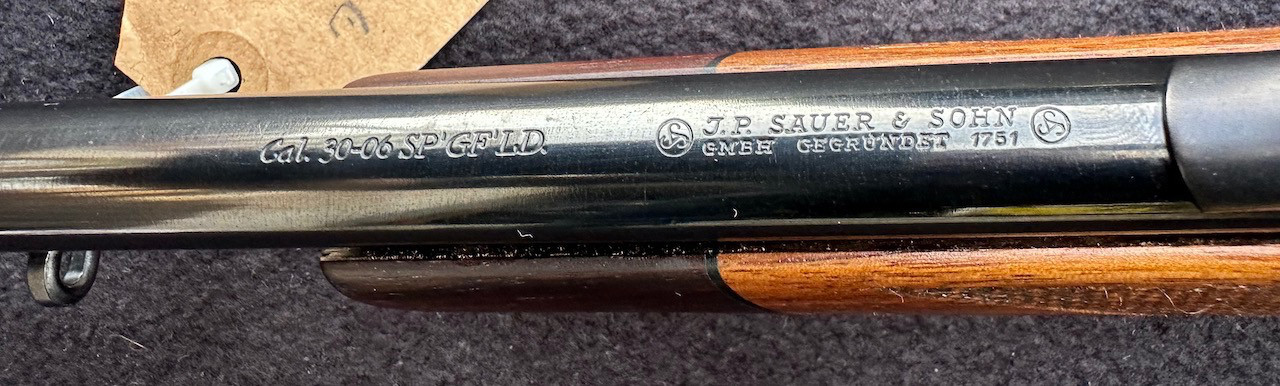 Cal. 30-06 SP'GF'LD.
J.P. SAUER & SOHN
GMBH GEGRÜNDET 1751